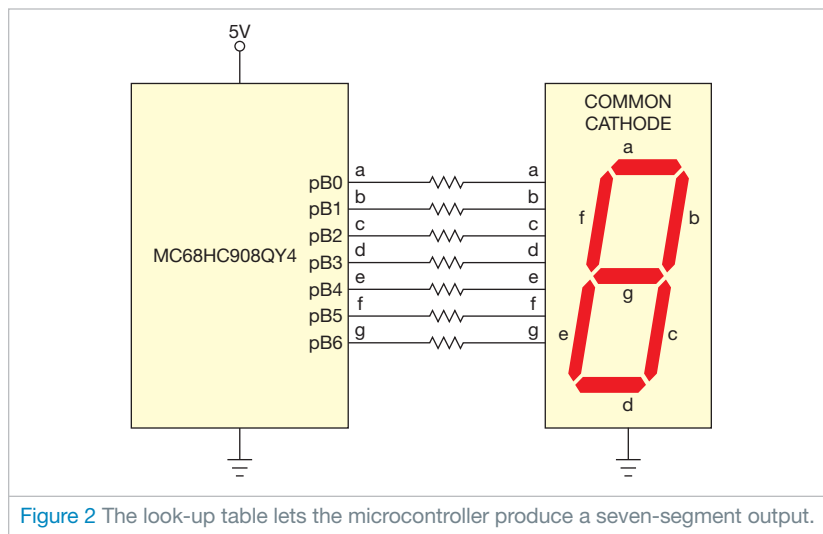 5V
COMMON
CATHODE
a
f
b
g
e
c
d
MC68HC908QY4
pB0 a a
pB1 b b
pB2 c c
pB3 d d
pB4 e e
pB5 f f
pB6 g g
Figure 2 The look-up table lets the microcontroller produce a seven-segment output.